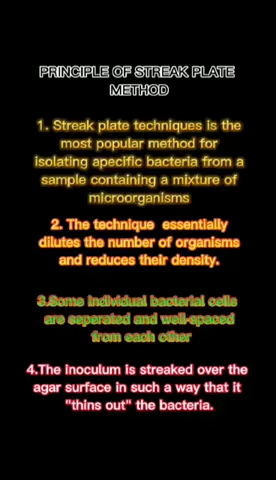 PRINCIPLE OF STREAK PLATE
METHOD
1. Streak plate techniques is the
most popular method for
isolating apecific bacteria from a
sample containing a mixture of
microorganisms
2. The technique essentially
dilutes the number of organisms
and reduces their density.
3.Some individual bacterial cells
are seperated and well-spaced
from each other
4.The inoculum is streaked over the
agar surface in such a way that it
"thins out" the bacteria.